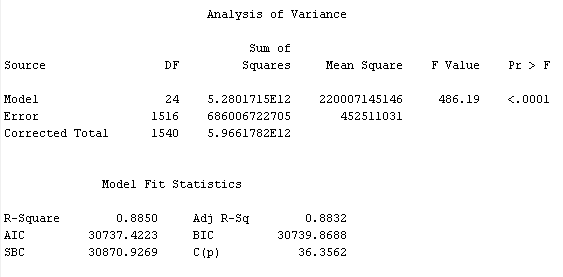 Analysis of Variance
Sum of
Source DF Squares Mean Square F Value Pr > F
Model 24 5.2801715E12 220007145146 486.19 <.0001
Error 1516 686006722705 452511031
Corrected Total 1540 5.9661782E12
Model Fit Statistics
R-Square 0.8850 Adj R-Sq 0.8832
AIC 30737.4223 BIC 30739.8688
SBC 30870.9269 C(p) 36.3562